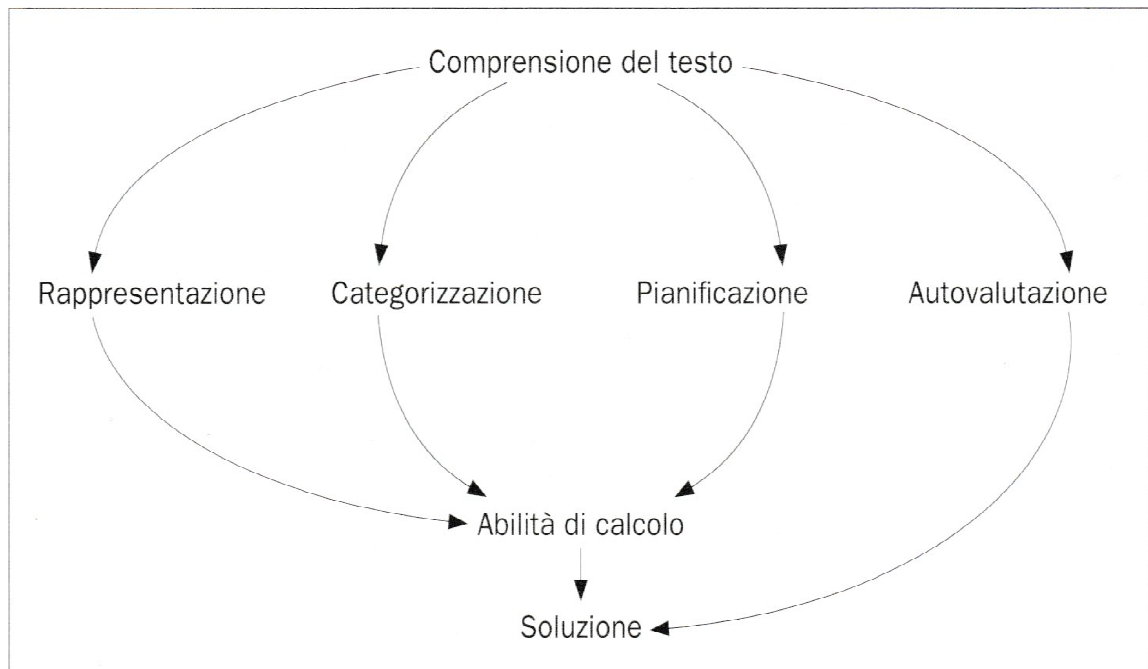 Comprensione del testo
Rappresentazione Categorizzazione Pianificazione Autovalutazione
Abilità di calcolo
Soluzione